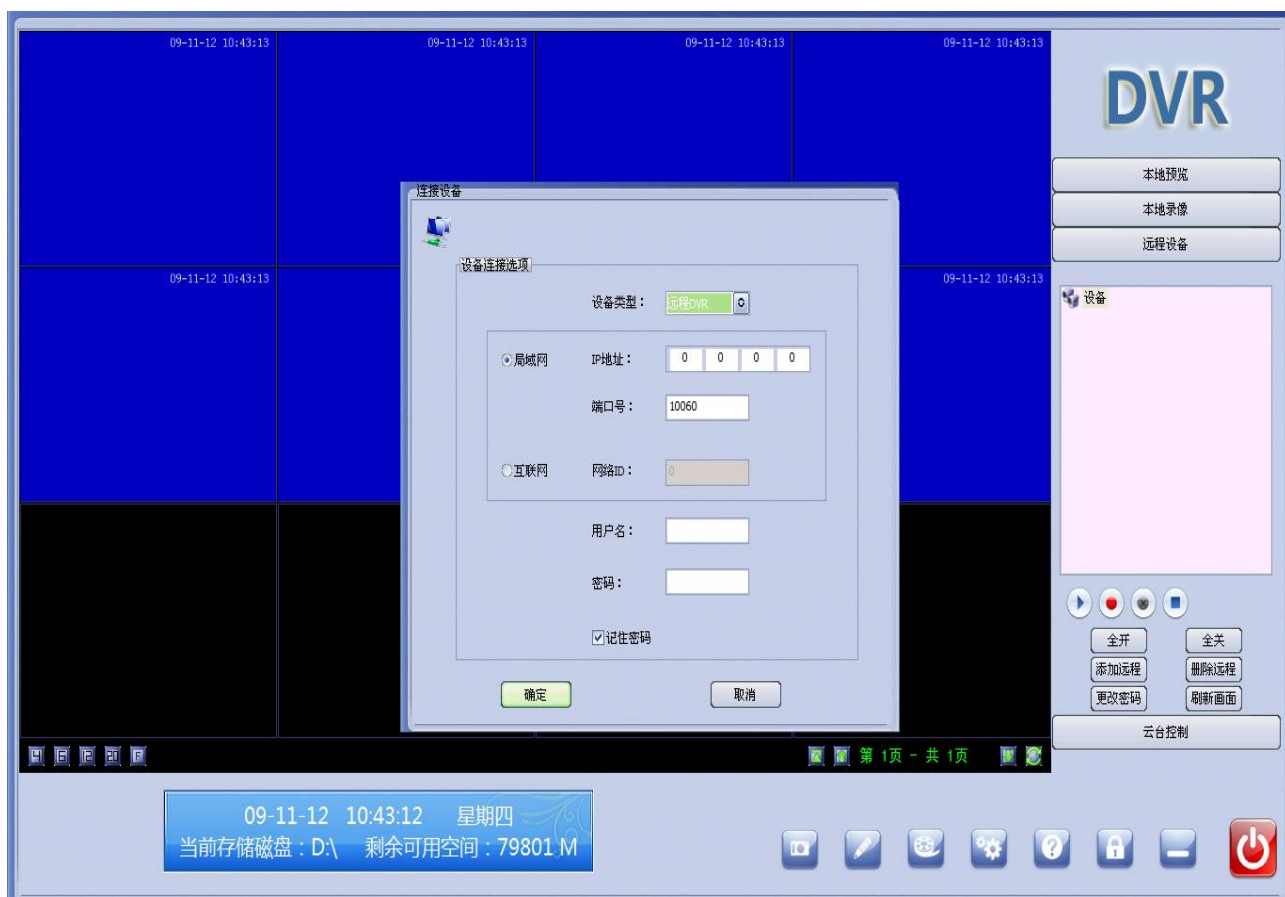 09-11-12 10:43:13
09-11-12 10:43:13
09-11-12 10:43:13
09-11-12 10:43:13
DVR
本地预览
本地录像
远程设备
09-11-12 10:43:13
09-11-12 10:43:13
设备
连接设备
设备连接选项
设备类型：
远程DVR
局域网
IP地址：
0 0 0 0
端口号：
10060
互联网
网络ID：
0
用户名：
密码：
记住密码
确定
取消
全开
全关
添加远程
删除远程
更改密码
刷新画面
云台控制
第 1页 - 共 1页
09-11-12 10:43:12 星期四
当前存储磁盘：D:\ 剩余可用空间：79801 M